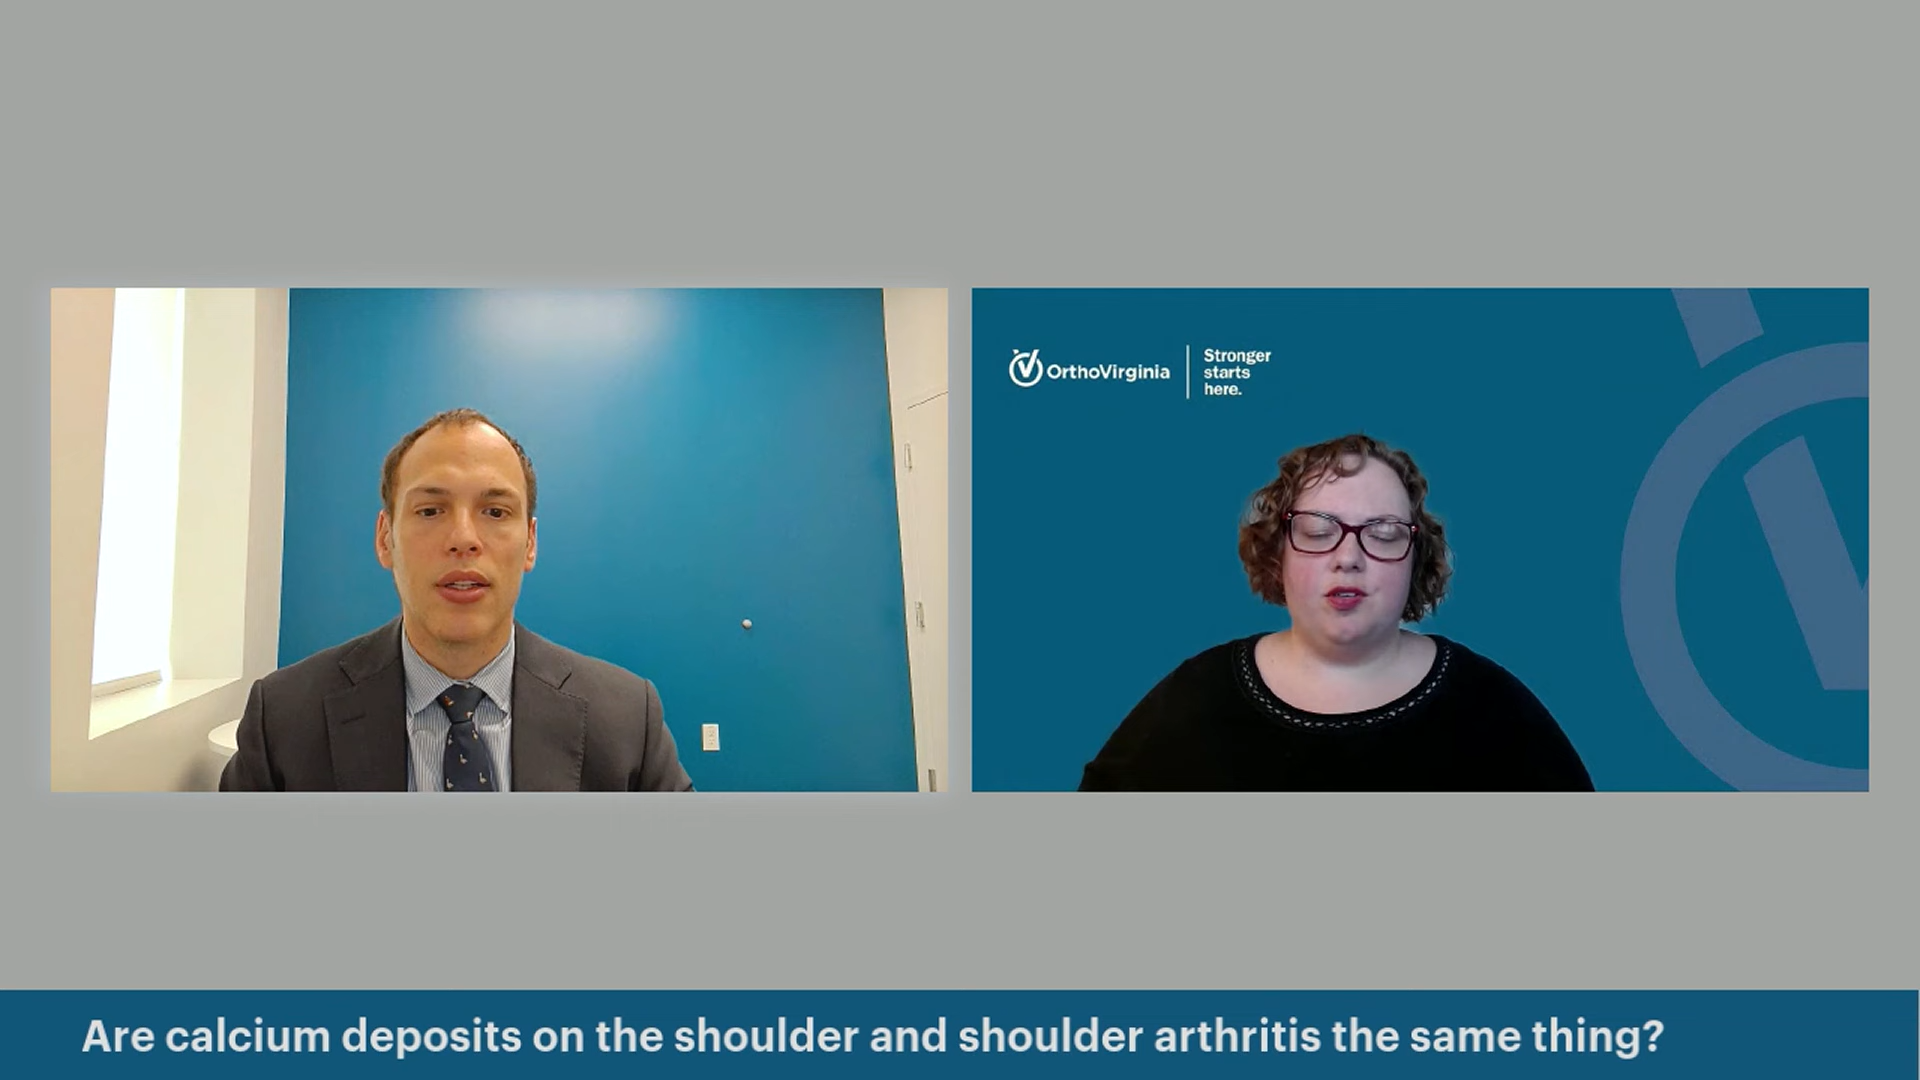 OrthoVirginia
Stronger
starts
here.
Are calcium deposits on the shoulder and shoulder arthritis the same thing?